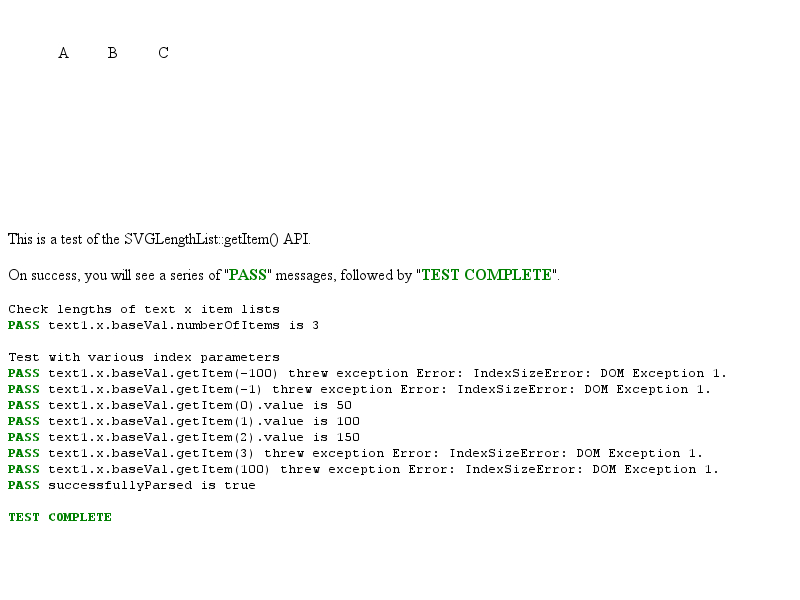 A B C
This is a test of the SVGLengthList::getItem() API.
On success, you will see a series of "PASS" messages, followed by "TEST COMPLETE".
Check lengths of text x item lists
PASS text1.x.baseVal.numberOfItems is 3
Test with various index parameters
PASS text1.x.baseVal.getItem(-100) threw exception Error: IndexSizeError: DOM Exception 1.
PASS text1.x.baseVal.getItem(-1) threw exception Error: IndexSizeError: DOM Exception 1.
PASS text1.x.baseVal.getItem(0).value is 50
PASS text1.x.baseVal.getItem(1).value is 100
PASS text1.x.baseVal.getItem(2).value is 150
PASS text1.x.baseVal.getItem(3) threw exception Error: IndexSizeError: DOM Exception 1.
PASS text1.x.baseVal.getItem(100) threw exception Error: IndexSizeError: DOM Exception 1.
PASS successfullyParsed is true
TEST COMPLETE